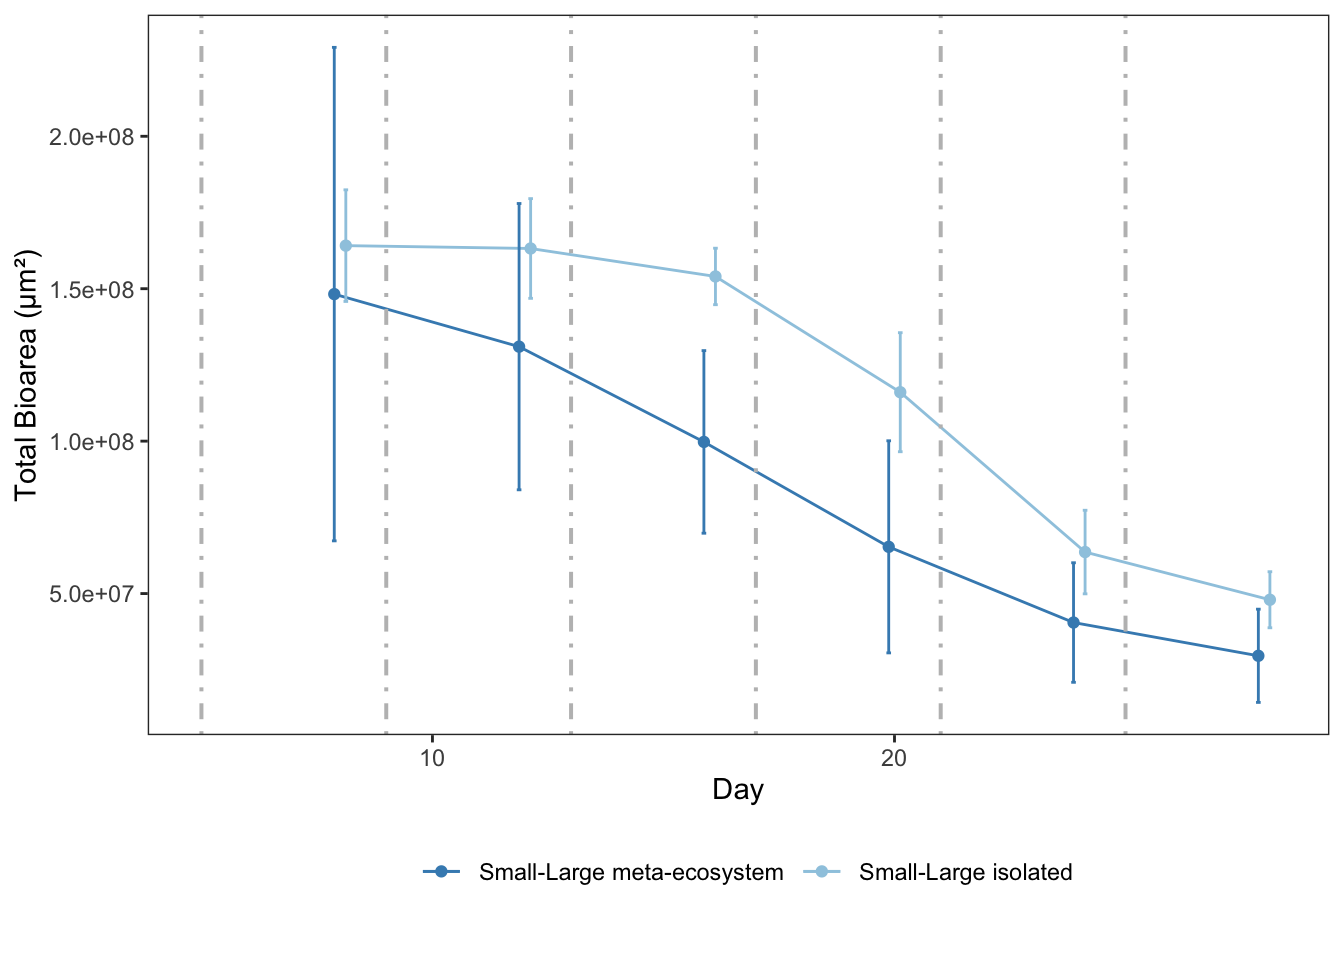 Total Bioarea (μm²)
2.0e+08
1.5e+08
1.0e+08
5.0e+07
10
20
Day
Small-Large meta-ecosystem
Small-Large isolated